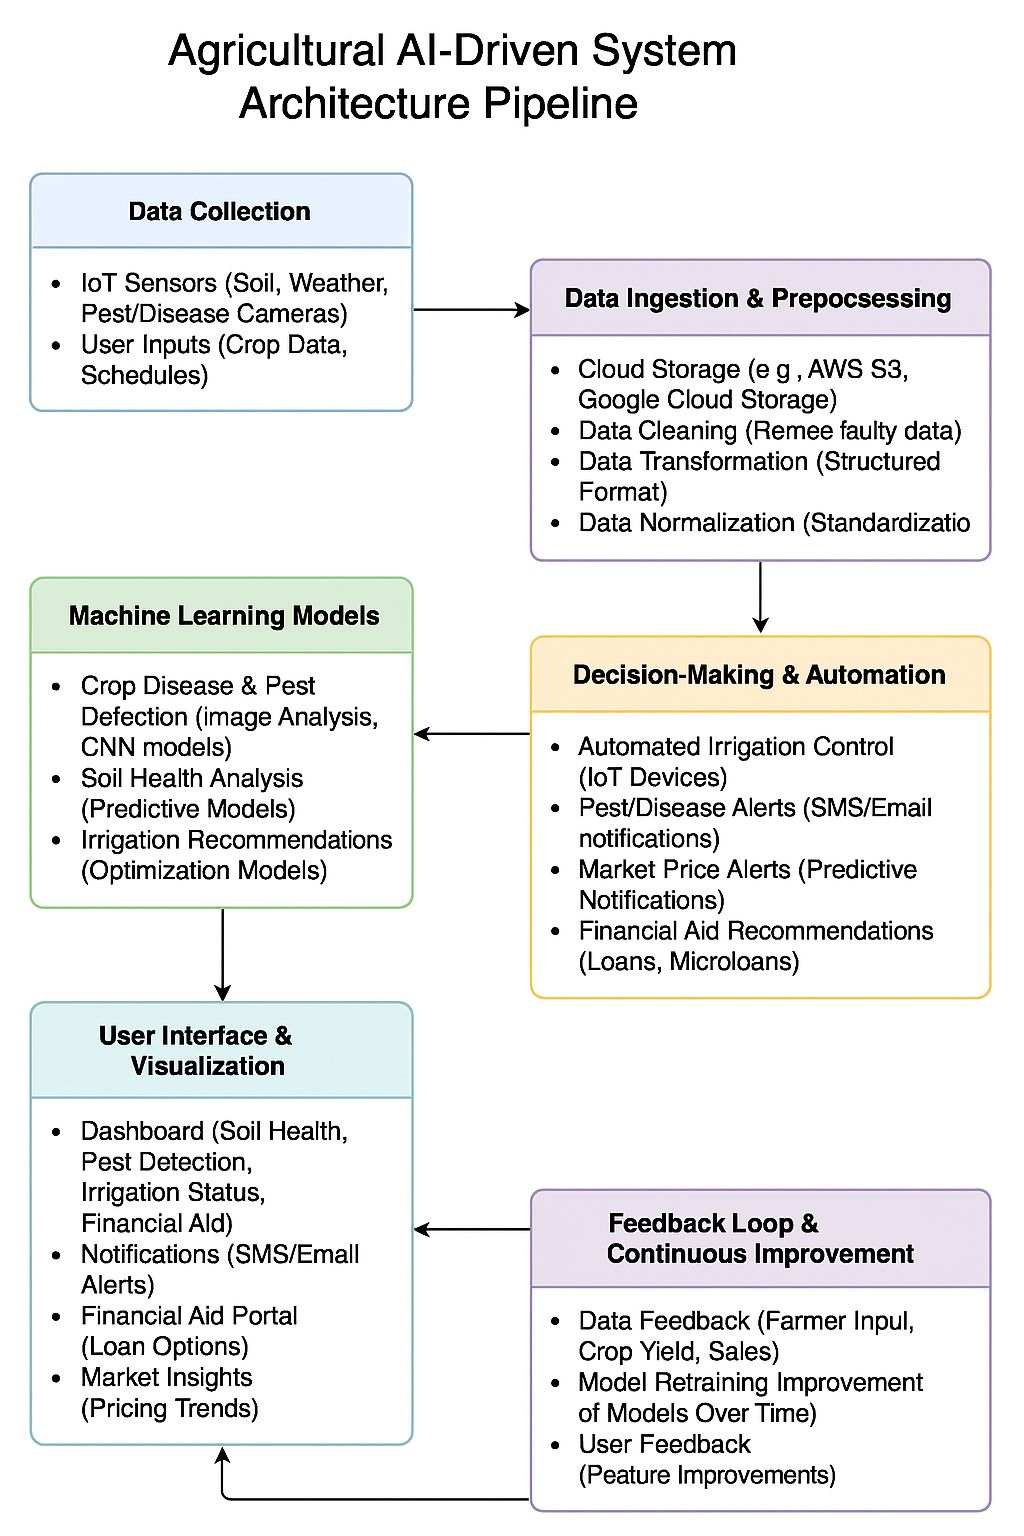 Agricultural AI-Driven System
Architecture Pipeline
Data Collection
• IoT Sensors (Soil, Weather,
Pest/Disease Cameras)
• User Inputs (Crop Data,
Schedules)
Data Ingestion & Prepocsessing
• Cloud Storage (e g , AWS S3,
Google Cloud Storage)
• Data Cleaning (Remee faulty data)
• Data Transformation (Structured
Format)
• Data Normalization (Standardizatio
Machine Learning Models
• Crop Disease & Pest
Defection (image Analysis,
CNN models)
• Soil Health Analysis
(Predictive Models)
• Irrigation Recommendations
(Optimization Models)
Decision-Making & Automation
• Automated Irrigation Control
(IoT Devices)
• Pest/Disease Alerts (SMS/Email
notifications)
• Market Price Alerts (Predictive
Notifications)
• Financial Aid Recommendations
(Loans, Microloans)
User Interface &
Visualization
• Dashboard (Soil Health,
Pest Detection,
Irrigation Status,
Financial Ald)
• Notifications (SMS/Emall
Alerts)
• Financial Aid Portal
(Loan Options)
• Market Insights
(Pricing Trends)
Feedback Loop &
Continuous Improvement
• Data Feedback (Farmer Inpul,
Crop Yield, Sales)
• Model Retraining Improvement
of Models Over Time)
• User Feedback
(Peature Improvements)